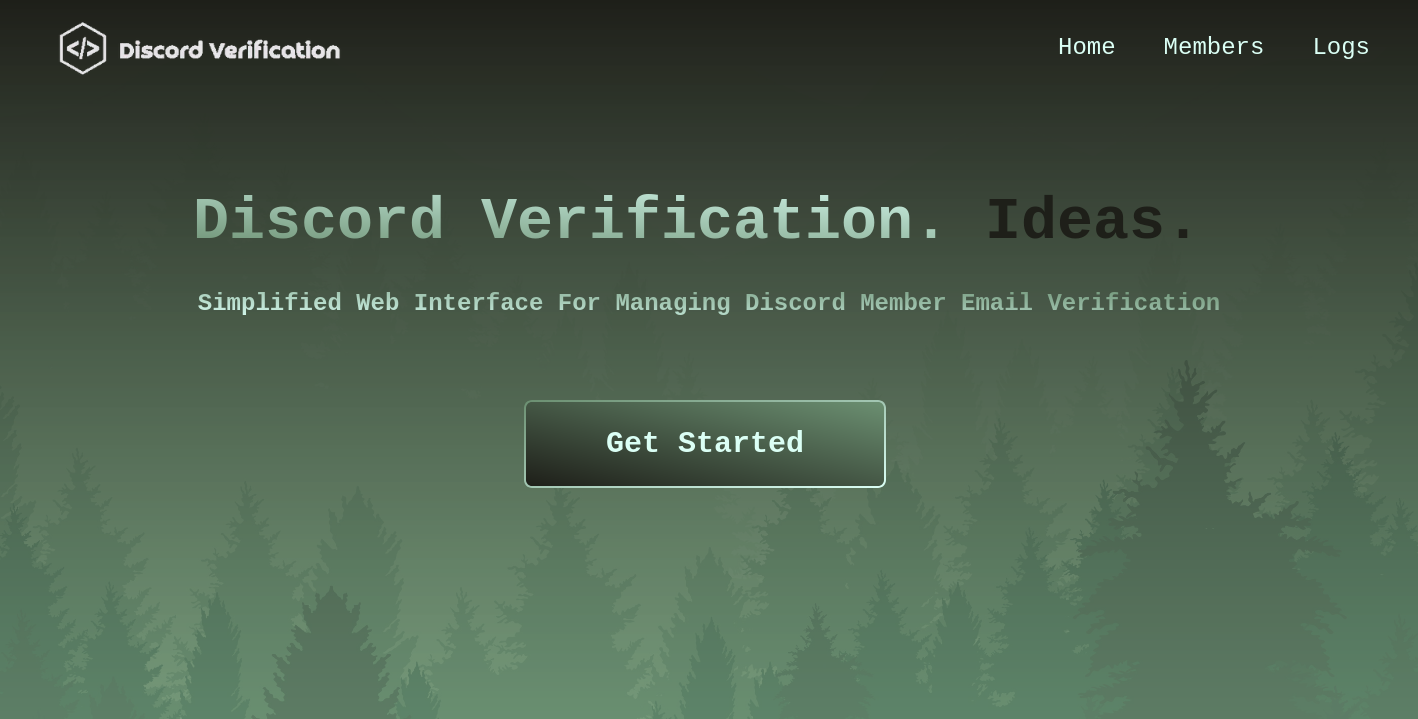 </> Discord Verification
Home Members Logs
Discord Verification. Ideas.
Simplified Web Interface For Managing Discord Member Email Verification
Get Started